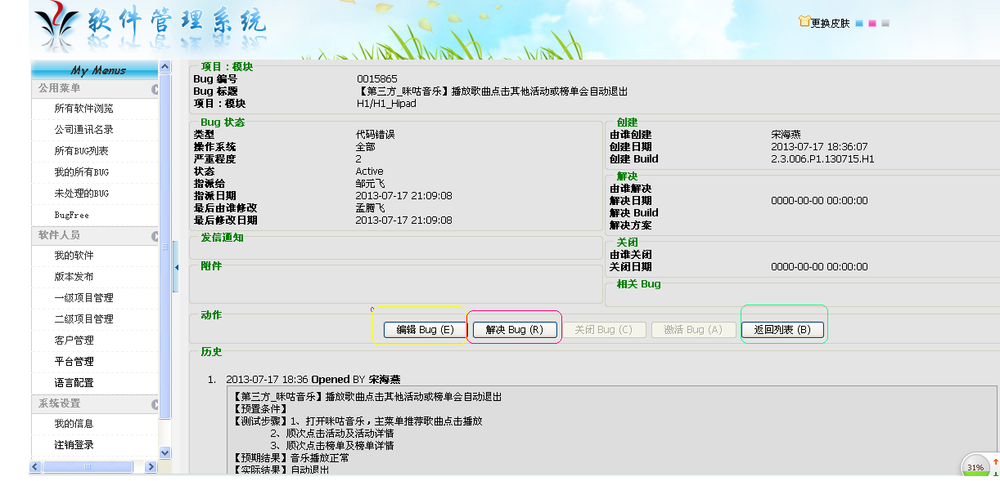 软件管理系统
更换皮肤
My Menus
公用菜单
所有软件浏览
公司通讯名录
所有BUG列表
我的所有BUG
未处理的BUG
BugFree
软件人员
我的软件
版本发布
一级项目管理
二级项目管理
客户管理
平台管理
语言配置
系统设置
我的信息
注销登录
项目：模块
Bug 编号 0015865
Bug 标题 【第三方_咪咕音乐】播放歌曲点击其他活动或榜单会自动退出
项目：模块 H1/H1_Hipad
Bug 状态
类型 代码错误
操作系统 全部
严重程度 2
状态 Active
指派给 邹元飞
指派日期 2013-07-17 21:09:08
最后由谁修改 孟腾飞
最后修改日期 2013-07-17 21:09:08
创建
由谁创建 宋海燕
创建日期 2013-07-17 18:36:07
创建 Build 2.3.006.P1.130715.H1
解决
由谁解决
解决日期 0000-00-00 00:00:00
解决 Build
解决方案
发信通知
关闭
由谁关闭
关闭日期 0000-00-00 00:00:00
附件
相关 Bug
动作
编辑 Bug (E) 解决 Bug (R) 关闭 Bug (C) 激活 Bug (A) 返回列表 (B)
历史
1. 2013-07-17 18:36 Opened BY 宋海燕
【第三方_咪咕音乐】播放歌曲点击其他活动或榜单会自动退出
【预置条件】
【测试步骤】1、打开咪咕音乐，主菜单推荐歌曲点击播放
2、顺次点击活动及活动详情
3、顺次点击榜单及榜单详情
【预期结果】音乐播放正常
【实际结果】自动退出
31%